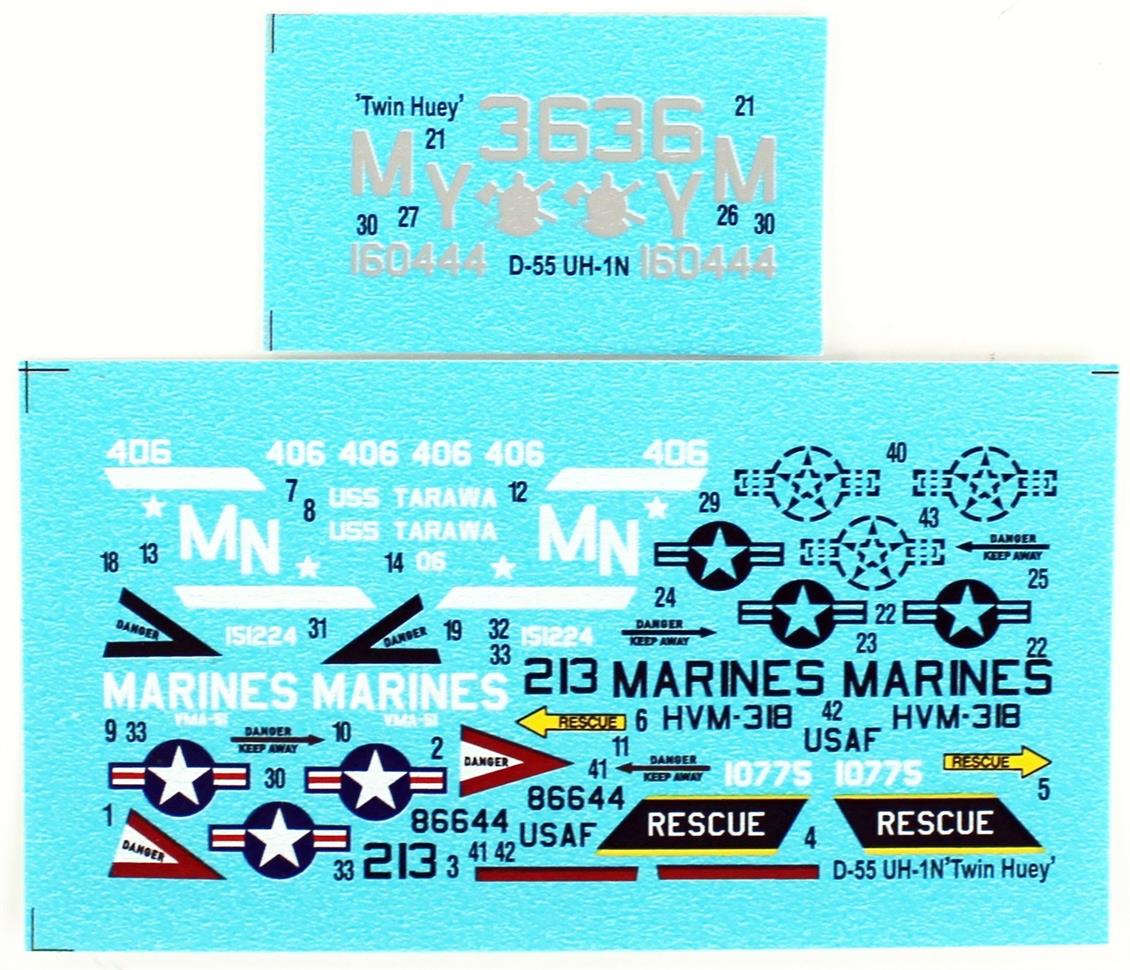 'Twin Huey' 3636 21
M 21 M
Y Y
30 27 26 30
160444 D-55 UH-1N 160444
406 406 406 406 406 406 40
7 8 USS TARAWA 12 29
USS TARAWA 43
MN MN
DANGER
KEEP AWAY
18 13 14 06 25
24 22
DANGER 151224 31 DANGER 19 32 151224
DANGER
KEEP AWAY
33 23 22
213 MARINES MARINES
MARINES MARINES
VMA-51 VMA-51
RESCUE 6 HVM-318 42 HVM-318
USAF
9 33 DANGER
KEEP AWAY
10 2 DANGER 11
41 DANGER
KEEP AWAY
10775 10775 RESCUE
30 5
86644
1 DANGER 86644 USAF RESCUE 4 RESCUE
33 213 3 41 42 D-55 UH-1N 'Twin Huey'